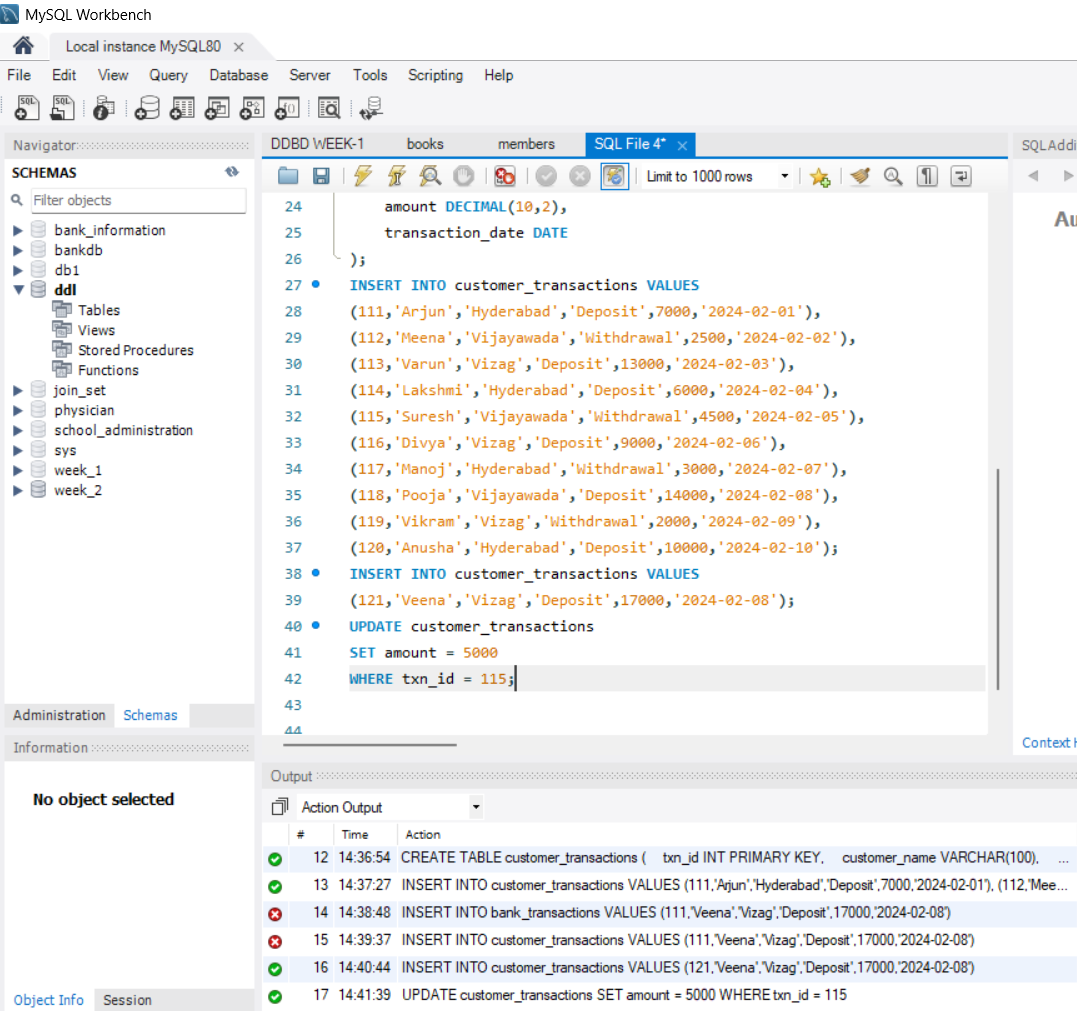 MySQL Workbench
Local instance MySQL80
File Edit View Query Database Server Tools Scripting Help
Navigator
SCHEMAS
Filter objects
bank_information
bankdb
db1
ddl
Tables
Views
Stored Procedures
Functions
join_set
physician
school_administration
sys
week_1
week_2
Administration Schemas
Information
No object selected
Object Info Session
DDBD WEEK-1 books members SQL File 4*
Limit to 1000 rows
24 amount DECIMAL(10,2),
25 transaction_date DATE
26 );
27 INSERT INTO customer_transactions VALUES
28 (111,'Arjun','Hyderabad','Deposit',7000,'2024-02-01'),
29 (112,'Meena','Vijayawada','Withdrawal',2500,'2024-02-02'),
30 (113,'Varun','Vizag','Deposit',13000,'2024-02-03'),
31 (114,'Lakshmi','Hyderabad','Deposit',6000,'2024-02-04'),
32 (115,'Suresh','Vijayawada','Withdrawal',4500,'2024-02-05'),
33 (116,'Divya','Vizag','Deposit',9000,'2024-02-06'),
34 (117,'Manoj','Hyderabad','Withdrawal',3000,'2024-02-07'),
35 (118,'Pooja','Vijayawada','Deposit',14000,'2024-02-08'),
36 (119,'Vikram','Vizag','Withdrawal',2000,'2024-02-09'),
37 (120,'Anusha','Hyderabad','Deposit',10000,'2024-02-10');
38 INSERT INTO customer_transactions VALUES
39 (121,'Veena','Vizag','Deposit',17000,'2024-02-08');
40 UPDATE customer_transactions
41 SET amount = 5000
42 WHERE txn_id = 115;
43
44
SQLAddi
Au
Context H
Output
Action Output
# Time Action
12 14:36:54 CREATE TABLE customer_transactions ( txn_id INT PRIMARY KEY, customer_name VARCHAR(100), ...
13 14:37:27 INSERT INTO customer_transactions VALUES (111,'Arjun','Hyderabad','Deposit',7000,'2024-02-01'), (112,'Mee...
14 14:38:48 INSERT INTO bank_transactions VALUES (111,'Veena','Vizag','Deposit',17000,'2024-02-08')
15 14:39:37 INSERT INTO customer_transactions VALUES (111,'Veena','Vizag','Deposit',17000,'2024-02-08')
16 14:40:44 INSERT INTO customer_transactions VALUES (121,'Veena','Vizag','Deposit',17000,'2024-02-08')
17 14:41:39 UPDATE customer_transactions SET amount = 5000 WHERE txn_id = 115